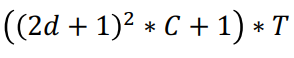 ((2d + 1)² * C + 1) * T